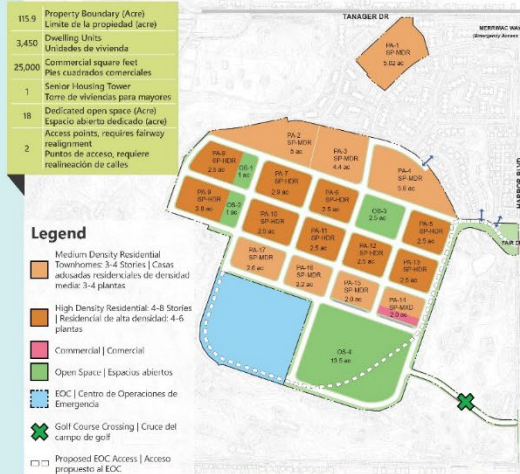 115.9 Property Boundary (Acre)
Límite de la propiedad (acre)
3,450 Dwelling Units
Unidades de vivienda
25,000 Commercial square feet
Pies cuadrados comerciales
1 Senior Housing Tower
Torre de viviendas para mayores
18 Dedicated open space (acre)
Espacio abierto dedicado (acre)
2 Access points, requires fairway
realignment
Puntos de acceso, requiere
realineación de calles
TANAGER DR
MERRIMAC WAY
(Emergency Access
HARBOR BLVD
PA-1
SP-MDR
5.02 ac
PA-2
SP-MDR
5 ac
PA-3
SP-MDR
4.4 ac
PA-4
SP-MDR
PA-8
SP-HDR
2.5 ac
OS-1
1 ac
PA-7
SP-HDR
2.9 ac
PA-6
SP-HDR
2.5 ac
OS-3
2.5 ac
PA-5
SP-HDR
2.5 ac
PA-9
SP-HDR
OS-2
1 ac
PA-10
SP-HDR
PA-11
SP-HDR
2.5 ac
PA-12
SP-HDR
2.5 ac
PA-13
SP-HDR
2.5 ac
PA-17
SP-MDR
PA-16
SP-MDR
2.2 ac
PA-15
SP-MDR
2.0 ac
PA-14
SP-MXD
2.0 ac
OS-4
13.5 ac
Legend
Medium Density Residential
Townhomes: 3-4 Stories | Casas
adosadas residenciales de densidad
media: 3-4 plantas
High Density Residential: 4-8 Stories
| Residencial de alta densidad: 4-6
plantas
Commercial | Comercial
Open Space | Espacios abiertos
EOC | Centro de Operaciones de
Emergencia
Golf Course Crossing | Cruce del
campo de golf
Proposed EOC Access | Acceso
propuesto al EOC